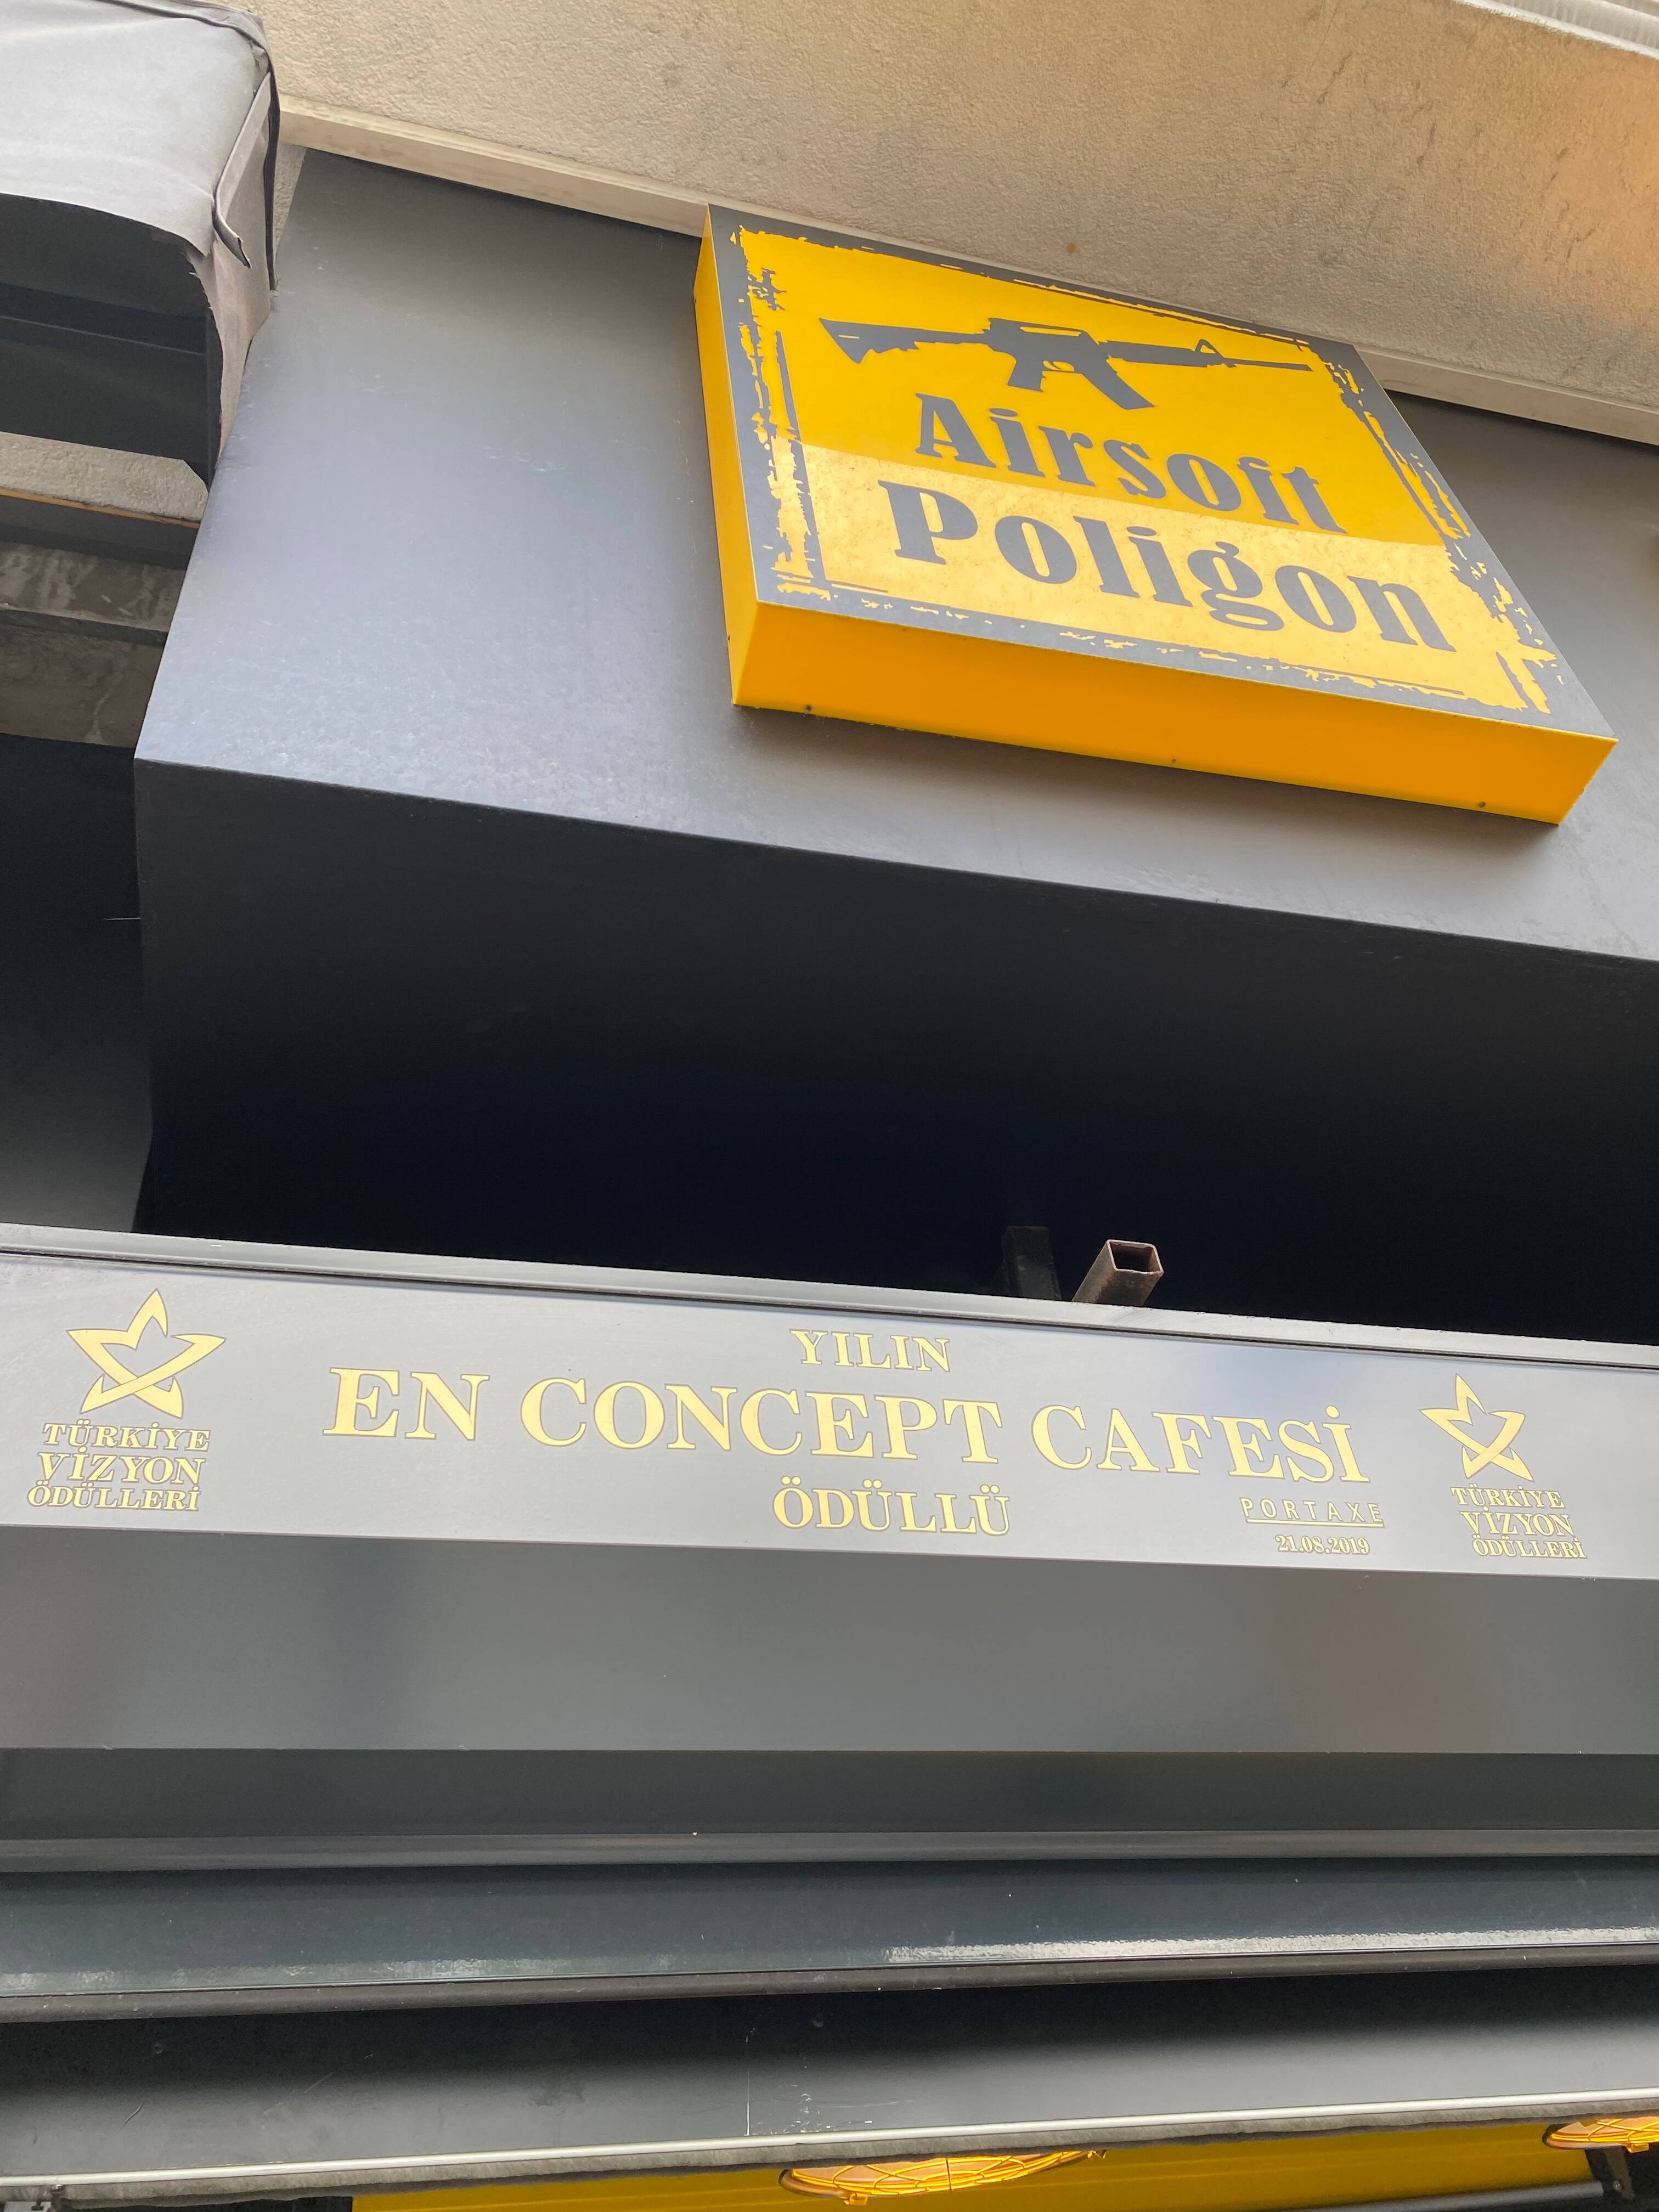 Airsoft
Poligon
YILIN
EN CONCEPT CAFESİ
ÖDÜLLÜ
TÜRKİYE
VİZYON
ÖDÜLLERİ
PORTAXE
21.08.2019
TÜRKİYE
VİZYON
ÖDÜLLERİ